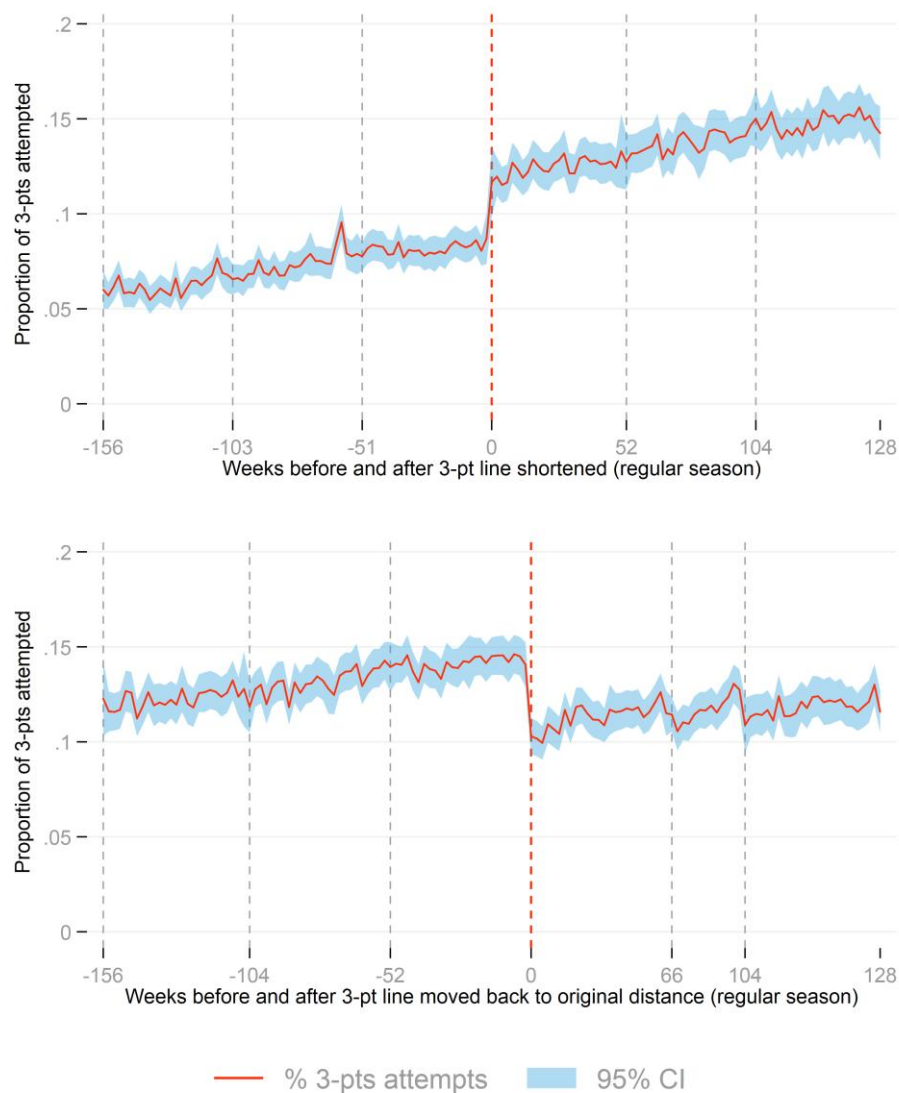 .2
.15
.1
.05
0
Proportion of 3-pts attempted
-156 -103 -51 0 52 104 128
Weeks before and after 3-pt line shortened (regular season)
.2
.15
.1
.05
0
Proportion of 3-pts attempted
-156 -104 -52 0 66 104 128
Weeks before and after 3-pt line moved back to original distance (regular season)
% 3-pts attempts 95% CI